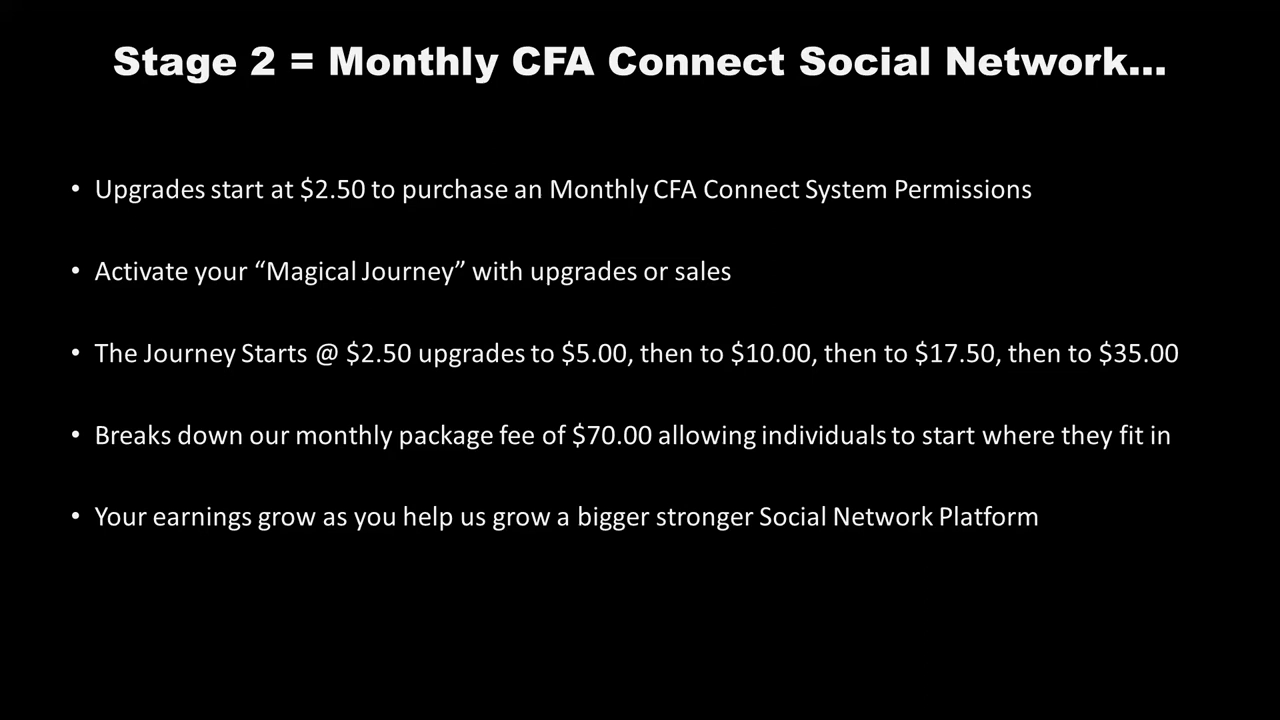 Stage 2 = Monthly CFA Connect Social Network...
• Upgrades start at $2.50 to purchase an Monthly CFA Connect System Permissions
• Activate your “Magical Journey” with upgrades or sales
• The Journey Starts @ $2.50 upgrades to $5.00, then to $10.00, then to $17.50, then to $35.00
• Breaks down our monthly package fee of $70.00 allowing individuals to start where they fit in
• Your earnings grow as you help us grow a bigger stronger Social Network Platform